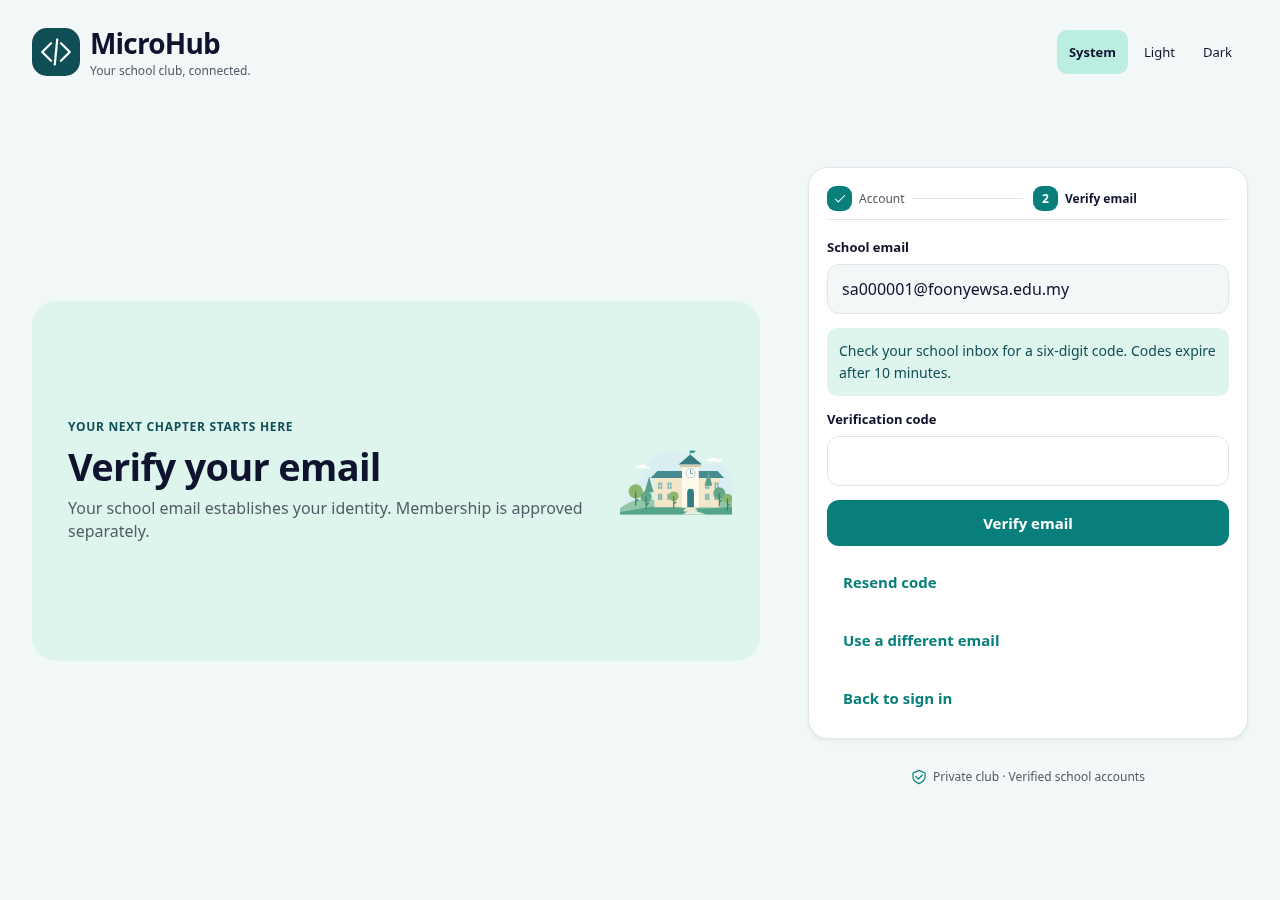 MicroHub
Your school club, connected.
System
Light
Dark
YOUR NEXT CHAPTER STARTS HERE
Verify your email
Your school email establishes your identity. Membership is approved
separately.
Account
2
Verify email
School email
sa000001@foonyewsa.edu.my
Check your school inbox for a six-digit code. Codes expire
after 10 minutes.
Verification code
Verify email
Resend code
Use a different email
Back to sign in
Private club · Verified school accounts